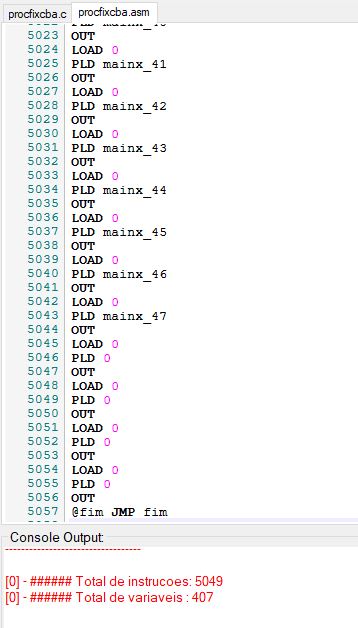 procfixcba.c procfixcba.asm
5023 OUT
5024 LOAD 0
5025 PLD mainx_41
5026 OUT
5027 LOAD 0
5028 PLD mainx_42
5029 OUT
5030 LOAD 0
5031 PLD mainx_43
5032 OUT
5033 LOAD 0
5034 PLD mainx_44
5035 OUT
5036 LOAD 0
5037 PLD mainx_45
5038 OUT
5039 LOAD 0
5040 PLD mainx_46
5041 OUT
5042 LOAD 0
5043 PLD mainx_47
5044 OUT
5045 LOAD 0
5046 PLD 0
5047 OUT
5048 LOAD 0
5049 PLD 0
5050 OUT
5051 LOAD 0
5052 PLD 0
5053 OUT
5054 LOAD 0
5055 PLD 0
5056 OUT
5057 @fim JMP fim
Console Output:
----------------------------------
[0] - ###### Total de instrucoes: 5049
[0] - ###### Total de variaveis : 407